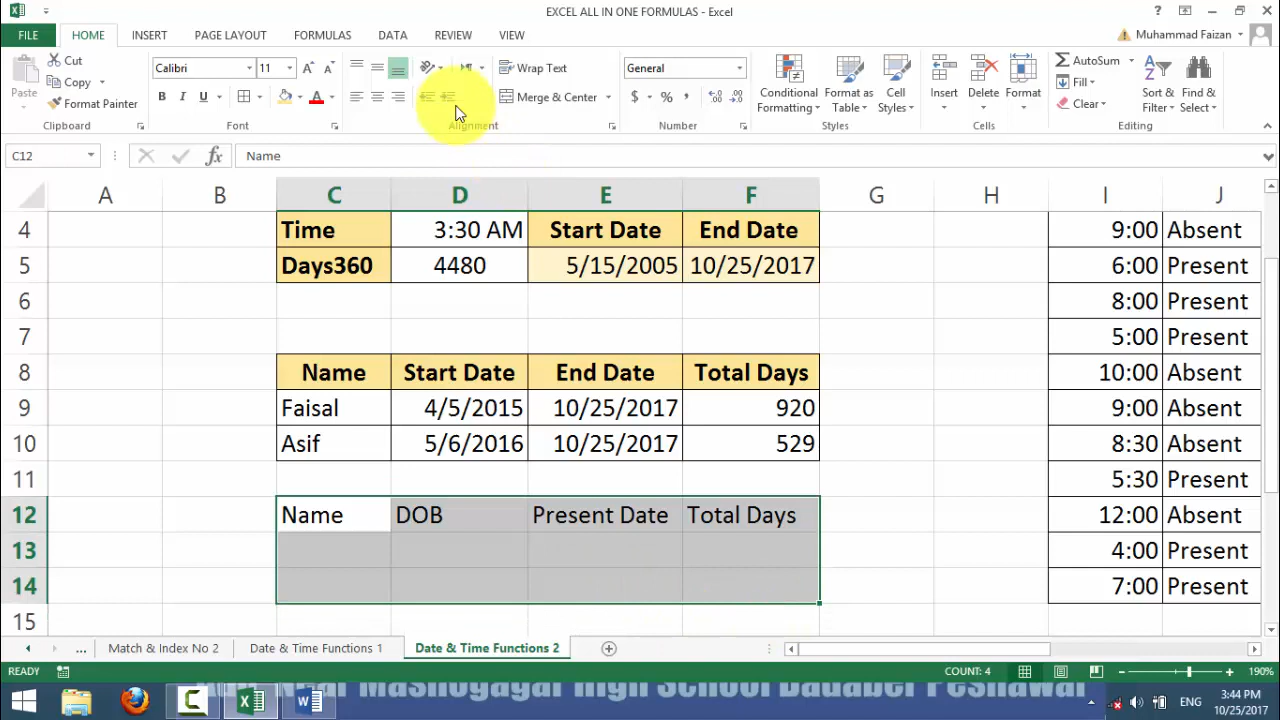 EXCEL ALL IN ONE FORMULAS - Excel
FILE HOME INSERT PAGE LAYOUT FORMULAS DATA REVIEW VIEW Muhammad Faizan
Paste Cut Copy Format Painter Clipboard
Calibri 11 B I U A Font
Wrap Text Merge & Center Alignment
General $ % , Number
Conditional Formatting Format as Table Cell Styles Styles
Insert Delete Format Cells
AutoSum Fill Clear Sort & Filter Find & Select Editing
C12 fx Name
A B C D E F G H I J
4 Time 3:30 AM Start Date End Date 9:00 Absent
5 Days360 4480 5/15/2005 10/25/2017 6:00 Present
6 8:00 Present
7 5:00 Present
8 Name Start Date End Date Total Days 10:00 Absent
9 Faisal 4/5/2015 10/25/2017 920 9:00 Absent
10 Asif 5/6/2016 10/25/2017 529 8:30 Absent
11 5:30 Present
12 Name DOB Present Date Total Days 12:00 Absent
13 4:00 Present
14 7:00 Present
15
... Match & Index No 2 Date & Time Functions 1 Date & Time Functions 2
READY COUNT: 4 190%
High School Peshawar
ENG 3:44 PM
10/25/2017